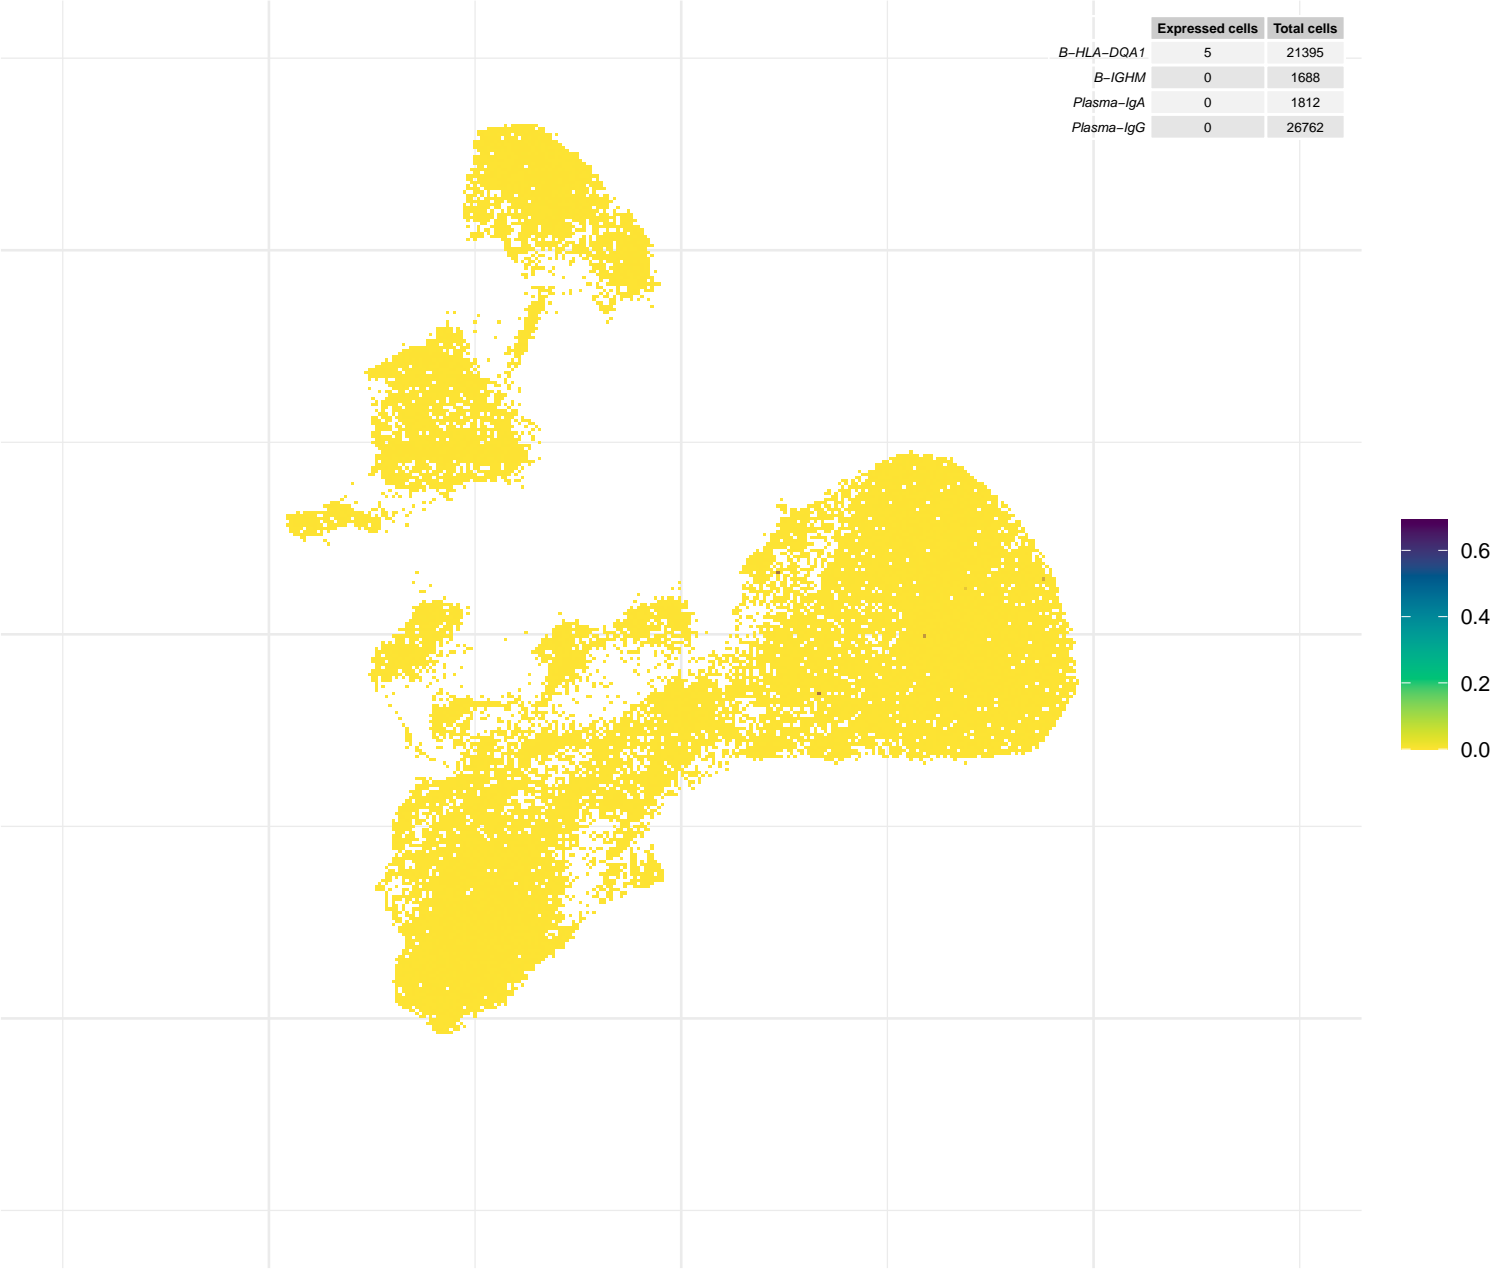 Expressed cells Total cells
B−HLA−DQA1 5 21395
B−IGHM 0 1688
Plasma−IgA 0 1812
Plasma−IgG 0 26762
0.6
0.4
0.2
0.0